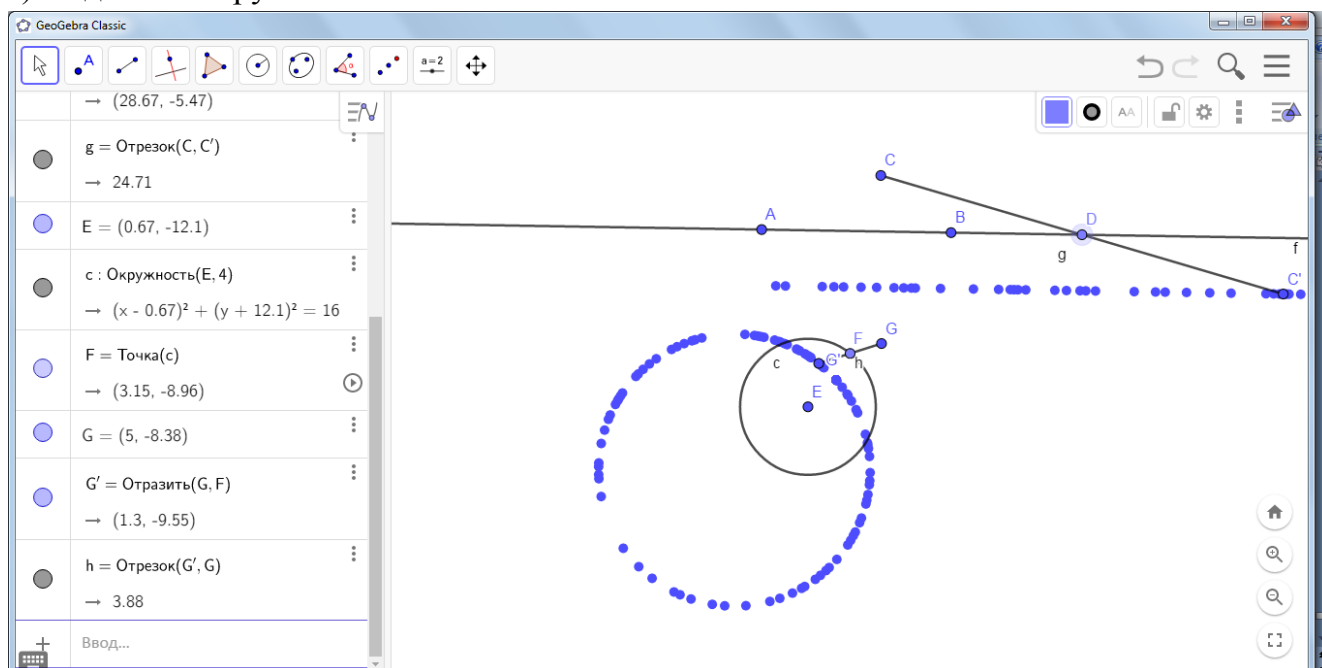 GeoGebra Classic
A
a=2
→ (28.67, -5.47)
g = Отрезок(C, C′)
→ 24.71
E = (0.67, -12.1)
c : Окружность(E, 4)
→ (x - 0.67)² + (y + 12.1)² = 16
F = Точка(c)
→ (3.15, -8.96)
G = (5, -8.38)
G′ = Отразить(G, F)
→ (1.3, -9.55)
h = Отрезок(G′, G)
→ 3.88
Ввод...
AA
C
A
B
D
g
f
C'
G
F
c
G'
h
E